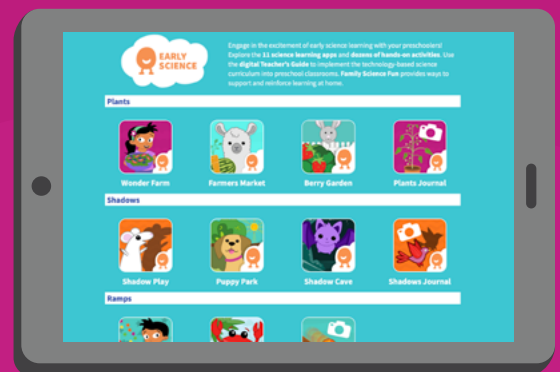 EARLY
SCIENCE
Engage in the excitement of early science learning with your preschoolers!
Explore the 11 science learning apps and dozens of hands-on activities. Use
the digital Teacher's Guide to implement the technology-based science
curriculum into preschool classrooms. Family Science Fun provides ways to
support and reinforce learning at home.
Plants
Wonder Farm
Farmers Market
Berry Garden
Plants Journal
Shadows
Shadow Play
Puppy Park
Shadow Cave
Shadows Journal
Ramps